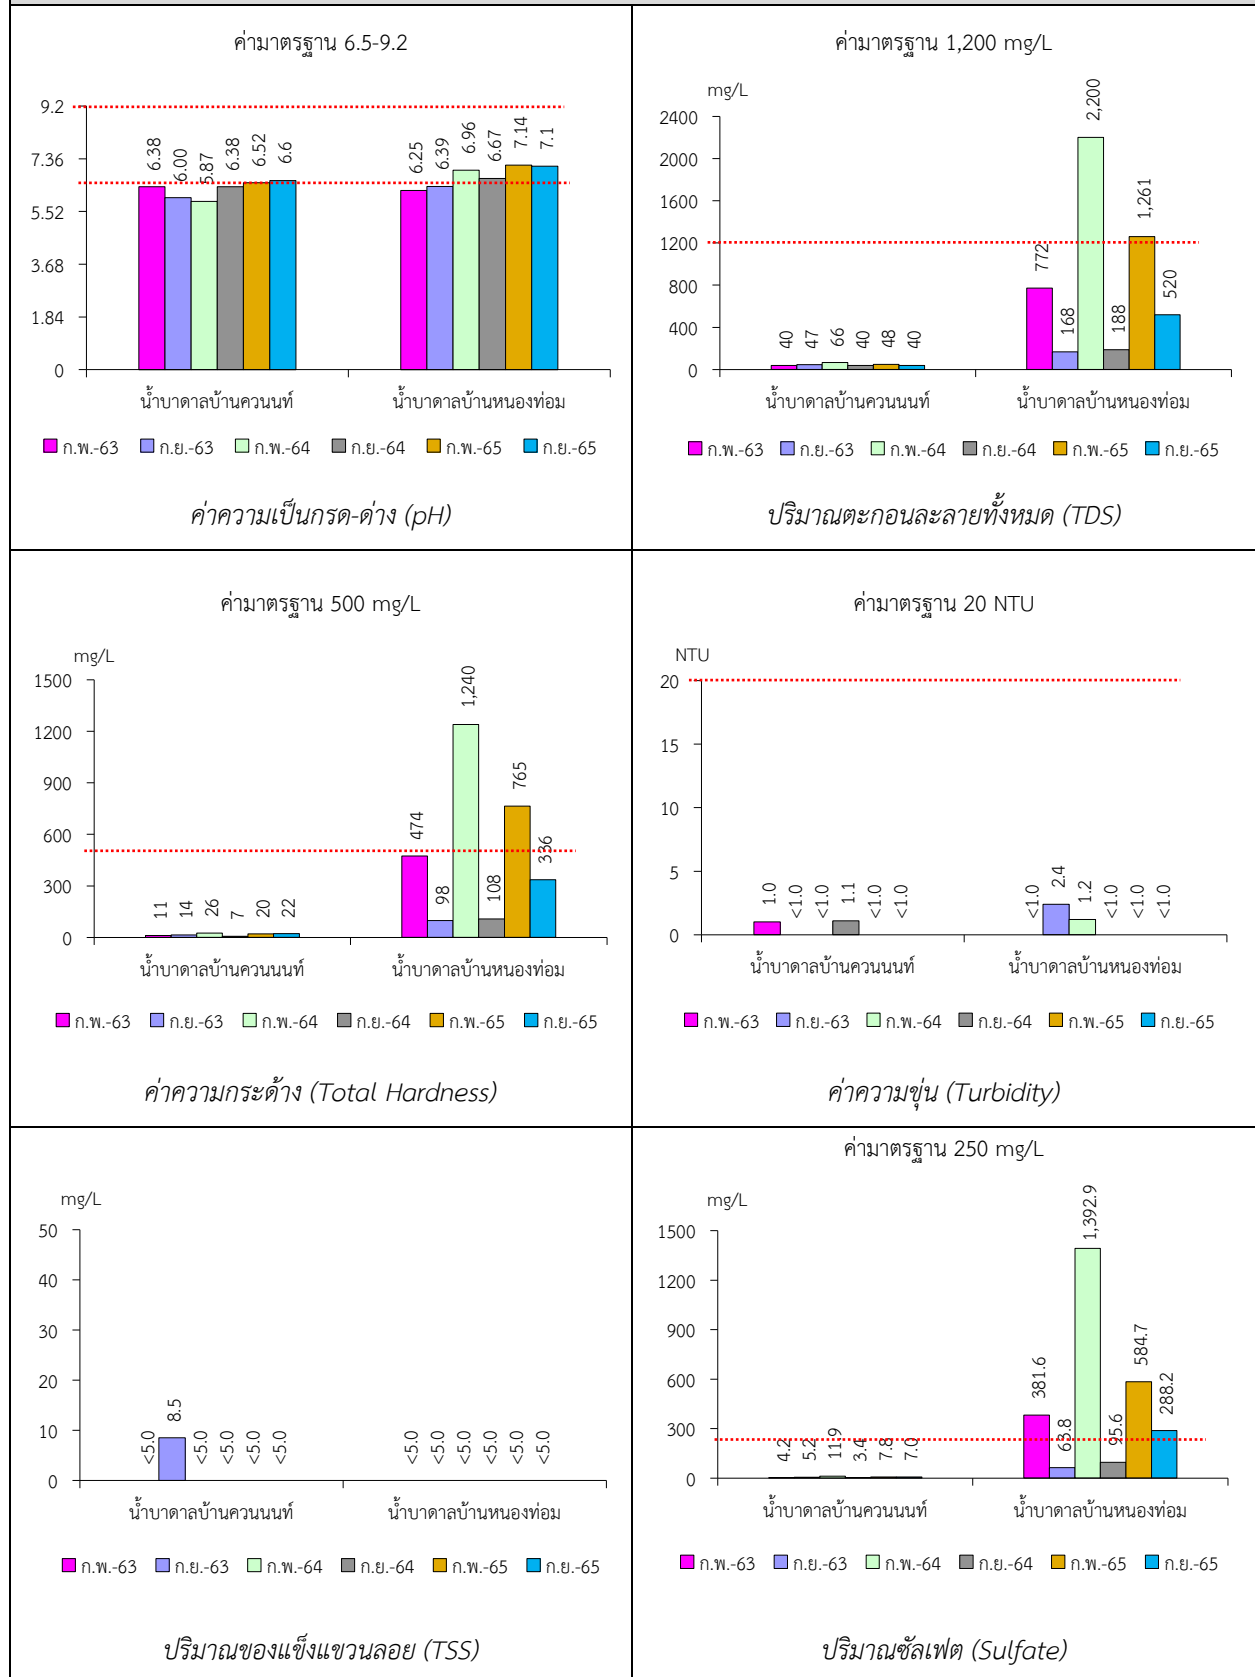 ค่ามาตรฐาน 6.5-9.2
9.2
7.36
5.52
3.68
1.84
0
6.38 6.00 5.87 6.38 6.52 6.6
6.25 6.39 6.96 6.67 7.14 7.1
น้ำบาดาลบ้านควนนนท์ น้ำบาดาลบ้านหนองท่อม
ก.พ.-63 ก.ย.-63 ก.พ.-64 ก.ย.-64 ก.พ.-65 ก.ย.-65
ค่าความเป็นกรด-ด่าง (pH)
ค่ามาตรฐาน 1,200 mg/L
mg/L
2400
2000
1600
1200
800
400
0
40 47 66 40 48 40
772 168 2,200 188 1,261 520
น้ำบาดาลบ้านควนนนท์ น้ำบาดาลบ้านหนองท่อม
ก.พ.-63 ก.ย.-63 ก.พ.-64 ก.ย.-64 ก.พ.-65 ก.ย.-65
ปริมาณตะกอนละลายทั้งหมด (TDS)
ค่ามาตรฐาน 500 mg/L
mg/L
1500
1200
900
600
300
0
11 14 26 7 20 22
474 98 1,240 108 765 336
น้ำบาดาลบ้านควนนนท์ น้ำบาดาลบ้านหนองท่อม
ก.พ.-63 ก.ย.-63 ก.พ.-64 ก.ย.-64 ก.พ.-65 ก.ย.-65
ค่าความกระด้าง (Total Hardness)
ค่ามาตรฐาน 20 NTU
NTU
20
15
10
5
0
1.0 <1.0 <1.0 1.1 <1.0 <1.0
<1.0 2.4 1.2 <1.0 <1.0 <1.0
น้ำบาดาลบ้านควนนนท์ น้ำบาดาลบ้านหนองท่อม
ก.พ.-63 ก.ย.-63 ก.พ.-64 ก.ย.-64 ก.พ.-65 ก.ย.-65
ค่าความขุ่น (Turbidity)
mg/L
50
40
30
20
10
0
<5.0 8.5 <5.0 <5.0 <5.0 <5.0
<5.0 <5.0 <5.0 <5.0 <5.0 <5.0
น้ำบาดาลบ้านควนนนท์ น้ำบาดาลบ้านหนองท่อม
ก.พ.-63 ก.ย.-63 ก.พ.-64 ก.ย.-64 ก.พ.-65 ก.ย.-65
ปริมาณของแข็งแขวนลอย (TSS)
ค่ามาตรฐาน 250 mg/L
1500
1200
900
600
300
0
4.2 5.2 11.9 3.4 7.8 7.0
381.6 63.8 1,392.9 95.6 584.7 288.2
น้ำบาดาลบ้านควนนนท์ น้ำบาดาลบ้านหนองท่อม
ก.พ.-63 ก.ย.-63 ก.พ.-64 ก.ย.-64 ก.พ.-65 ก.ย.-65
ปริมาณซัลเฟต (Sulfate)